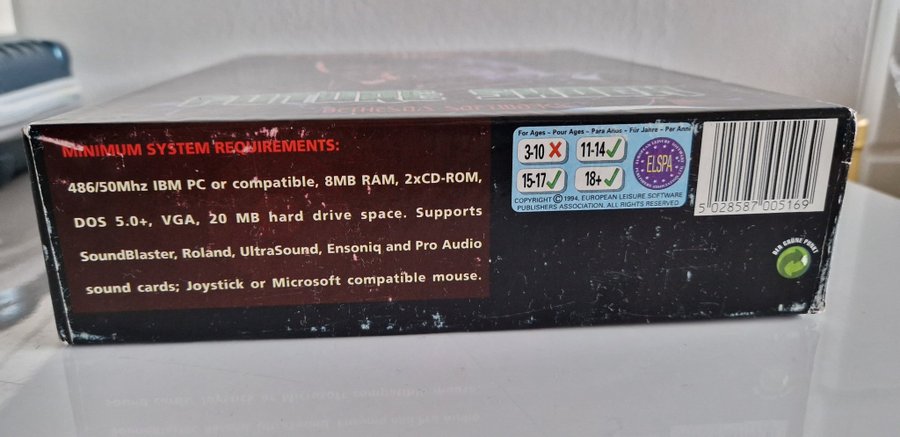 MINIMUM SYSTEM REQUIREMENTS:
486/50Mhz IBM PC or compatible, 8MB RAM, 2xCD-ROM,
DOS 5.0+, VGA, 20 MB hard drive space. Supports
SoundBlaster, Roland, UltraSound, Ensoniq and Pro Audio
sound cards; Joystick or Microsoft compatible mouse.
For Ages - Pour Ages - Para Anus - Für Jahre - Per Anni
3-10 11-14
15-17 18+
ELSPA
COPYRIGHT © 1994, EUROPEAN LEISURE SOFTWARE
PUBLISHERS ASSOCIATION. ALL RIGHTS RESERVED
5 028587 005169
DER GRÜNE PUNKT